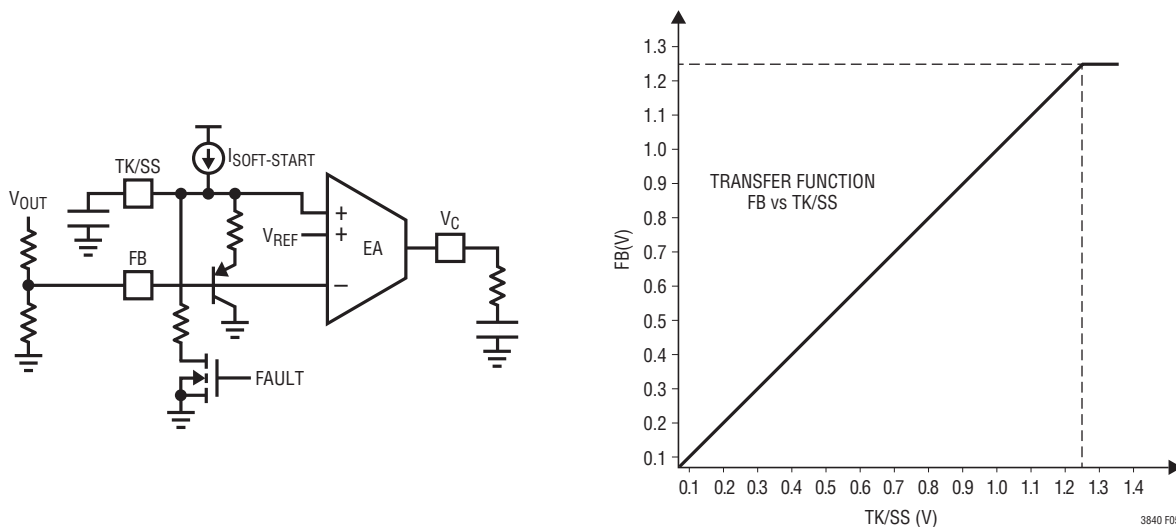 TK/SS
I_SOFT-START
V_OUT
V_REF
+
+
EA
V_C
FB
−
FAULT
1.3
1.2
1.1
1.0
0.9
0.8
0.7
0.6
0.5
0.4
0.3
0.2
0.1
FB(V)
TRANSFER FUNCTION
FB vs TK/SS
0.1 0.2 0.3 0.4 0.5 0.6 0.7 0.8 0.9 1.0 1.1 1.2 1.3 1.4
TK/SS (V)